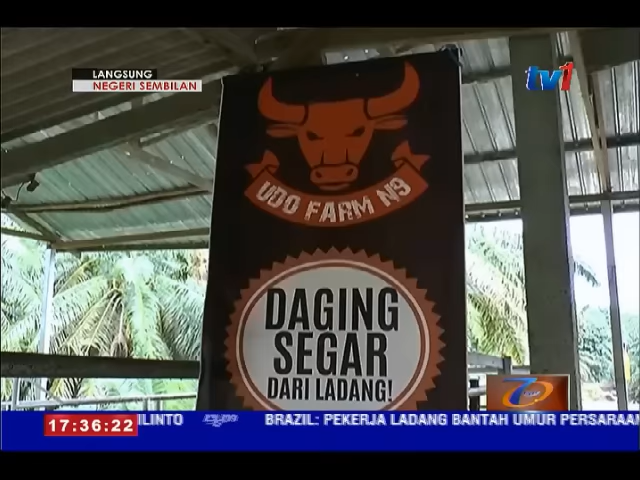 LANGSUNG
NEGERI SEMBILAN
tv1
UDO FARM N9
DAGING
SEGAR
DARI LADANG!
17:36:22
ILINTO
BRAZIL: PEKERJA LADANG BANTAH UMUR PERSARAAN